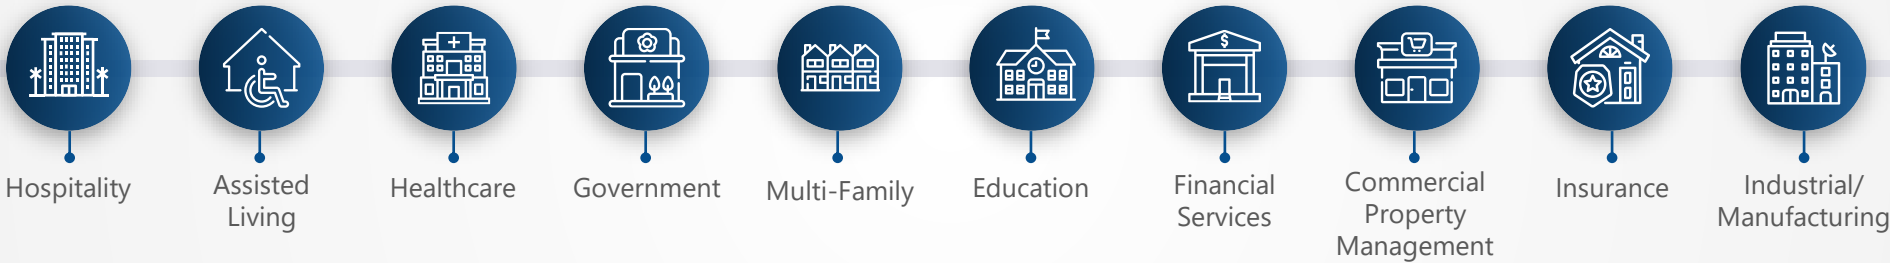 Hospitality
Assisted
Living
Healthcare
Government
Multi-Family
Education
$
Financial
Services
Commercial
Property
Management
Insurance
Industrial/
Manufacturing